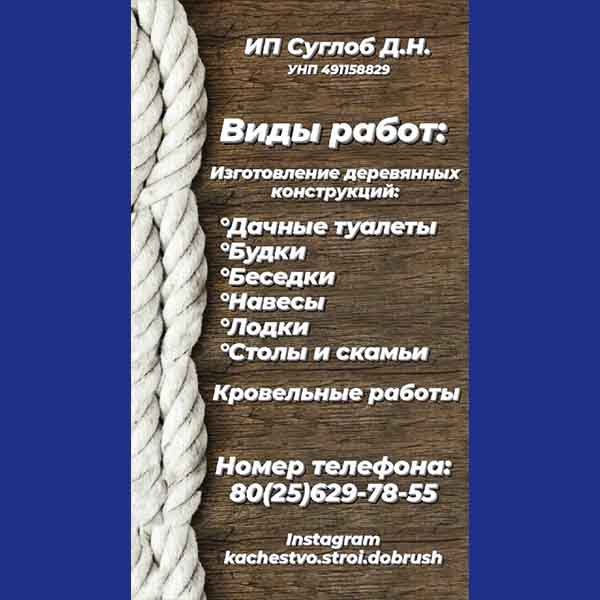 ИП Суглоб Д.Н.
УНП 491158829
Виды работ:
Изготовление деревянных
конструкций:
°Дачные туалеты
°Будки
°Беседки
°Навесы
°Лодки
°Столы и скамьи
Кровельные работы
Номер телефона:
80(25)629-78-55
Instagram
kachestvo.stroi.dobrush